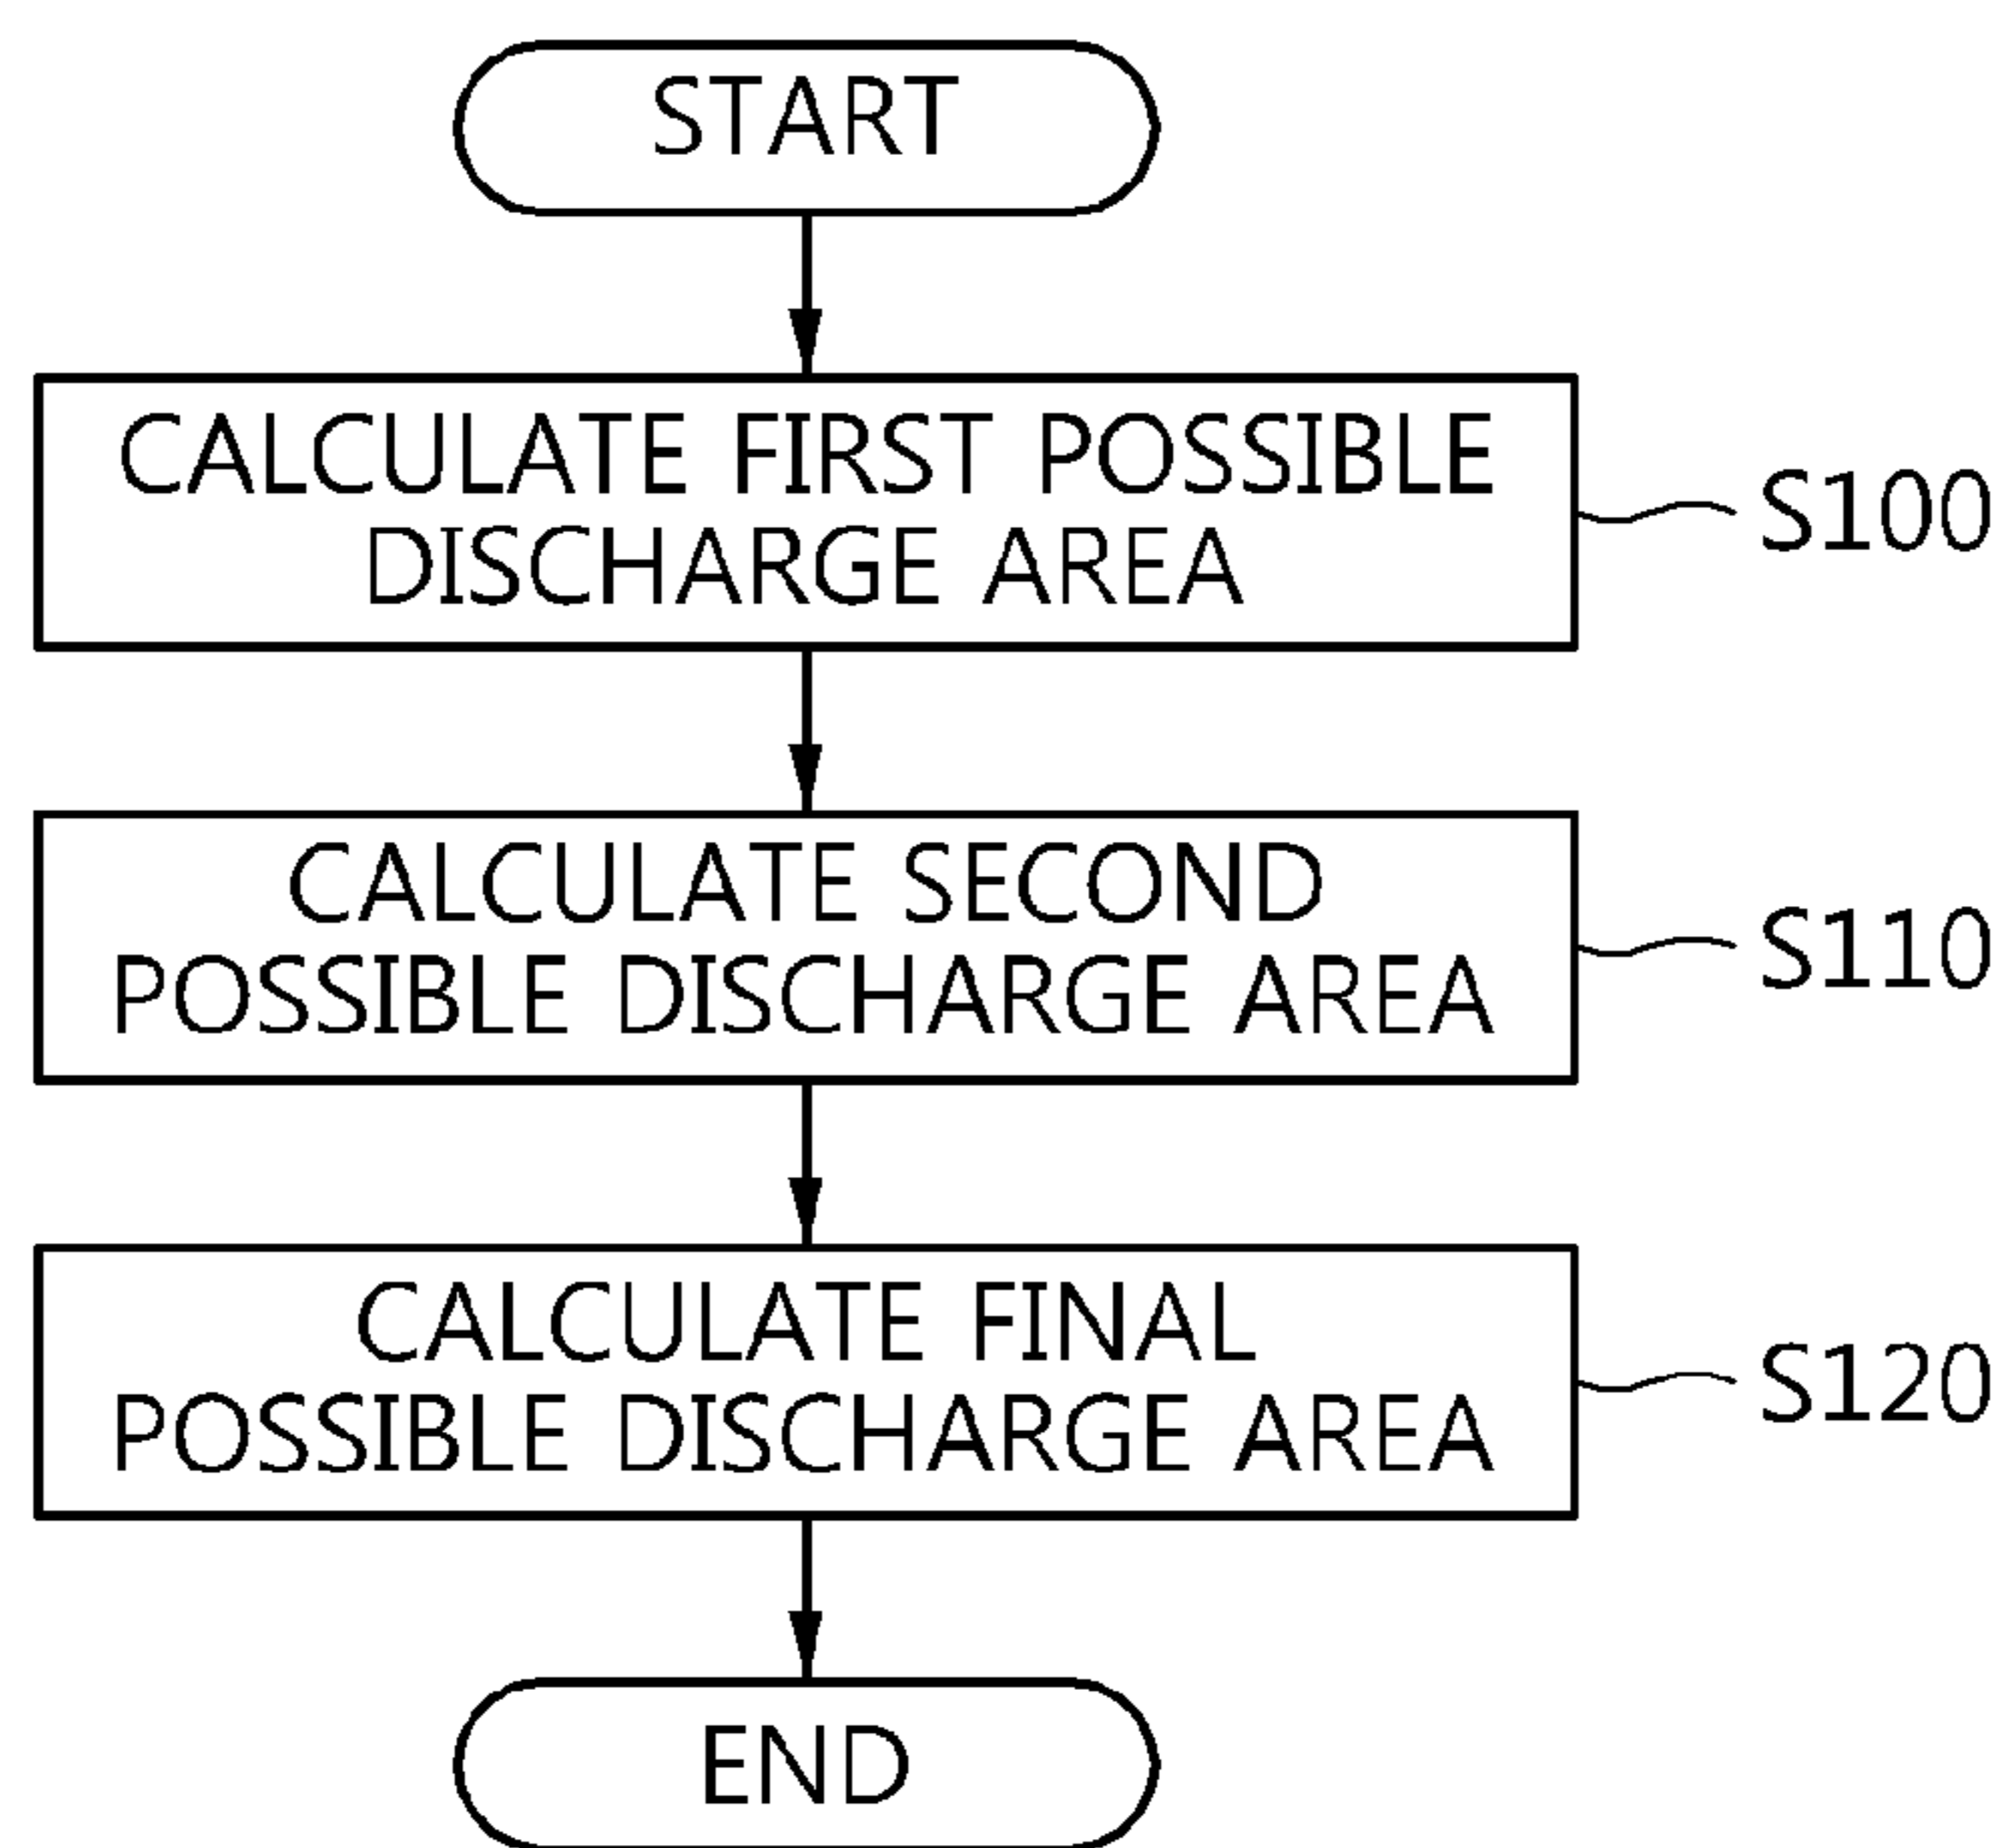 START
CALCULATE FIRST POSSIBLE
DISCHARGE AREA
S100
CALCULATE SECOND
POSSIBLE DISCHARGE AREA
S110
CALCULATE FINAL
POSSIBLE DISCHARGE AREA
S120
END